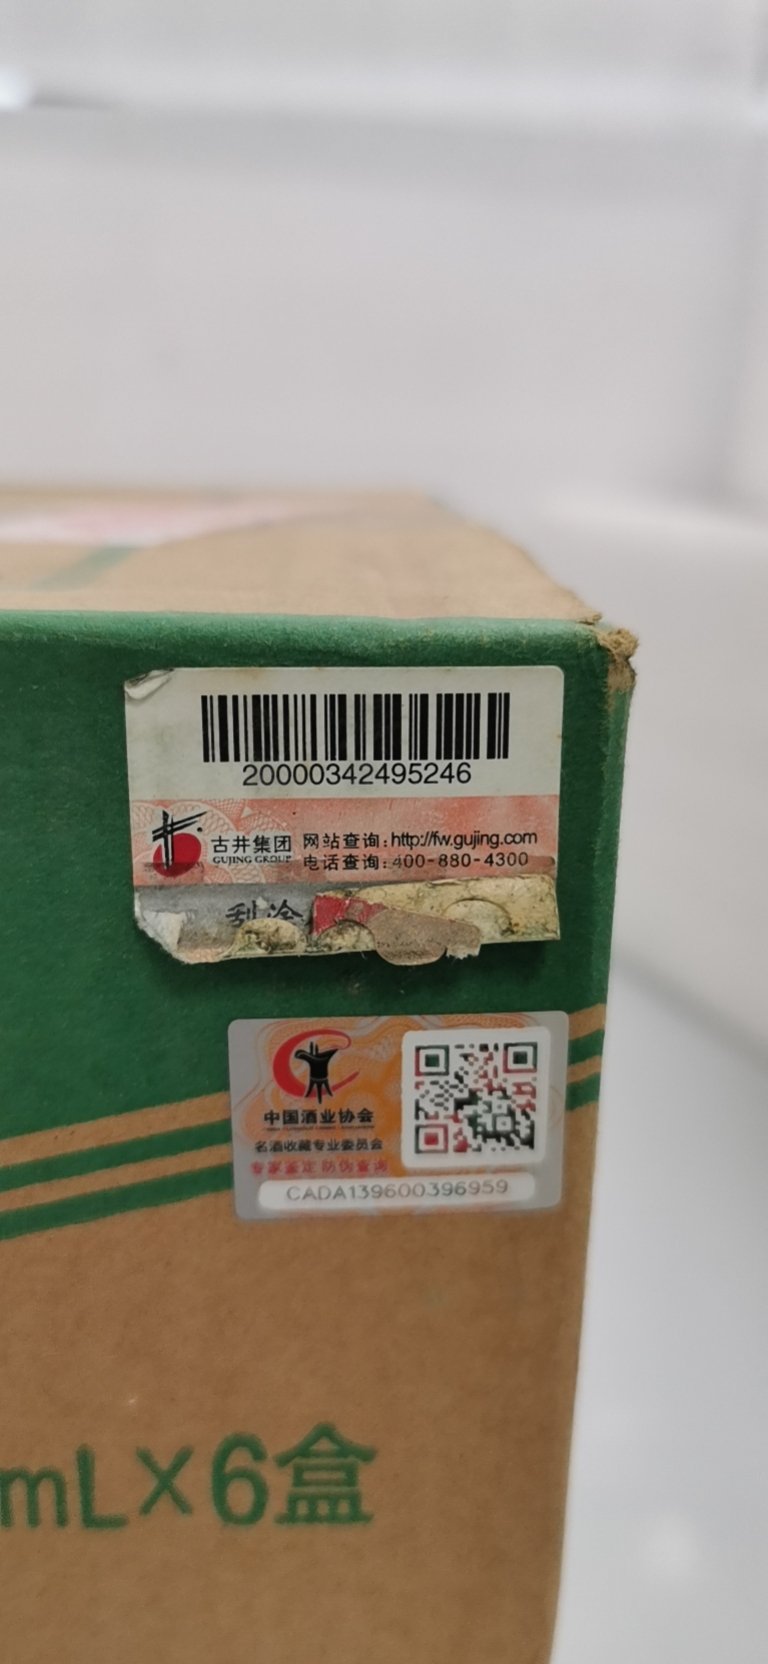 20000342495246
古井集团
GUJING GROUP
网站查询:http://fw.gujing.com
电话查询:400-880-4300
刮涂
中国酒业协会
名酒收藏专业委员会
专家鉴定 防伪查询
CADA139600396959
mL×6盒